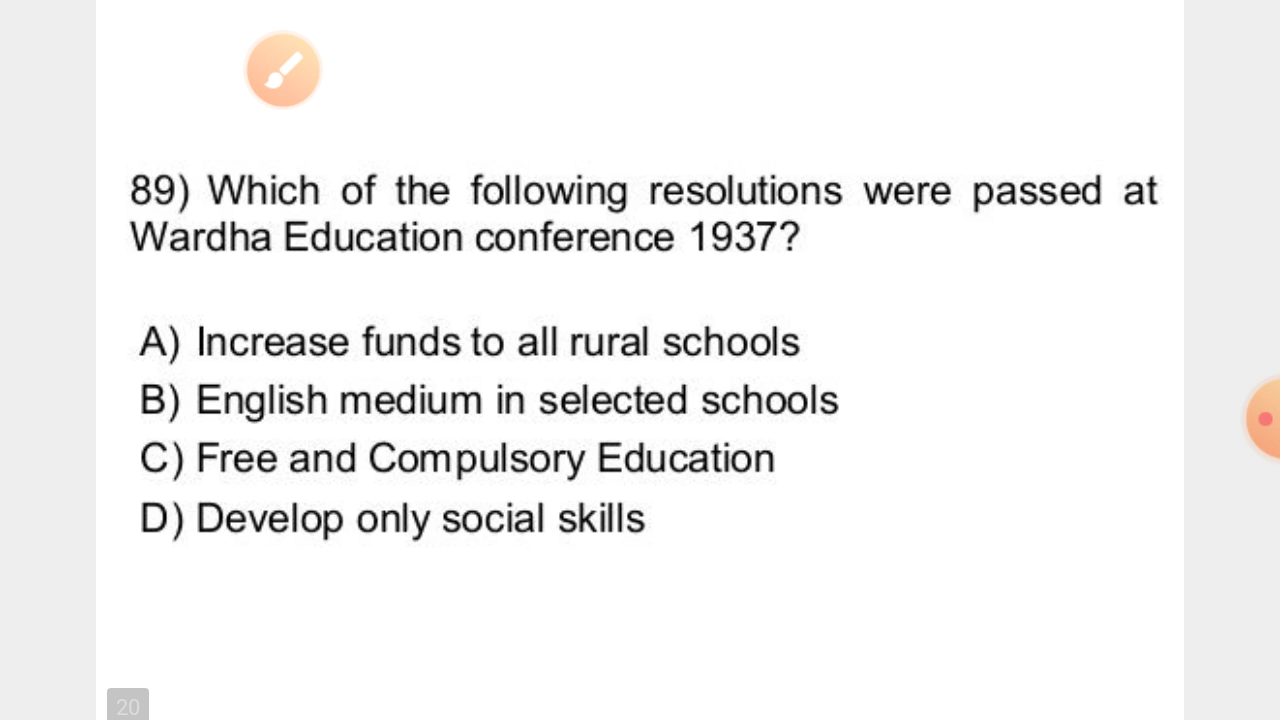 89) Which of the following resolutions were passed at
Wardha Education conference 1937?
A) Increase funds to all rural schools
B) English medium in selected schools
C) Free and Compulsory Education
D) Develop only social skills
20